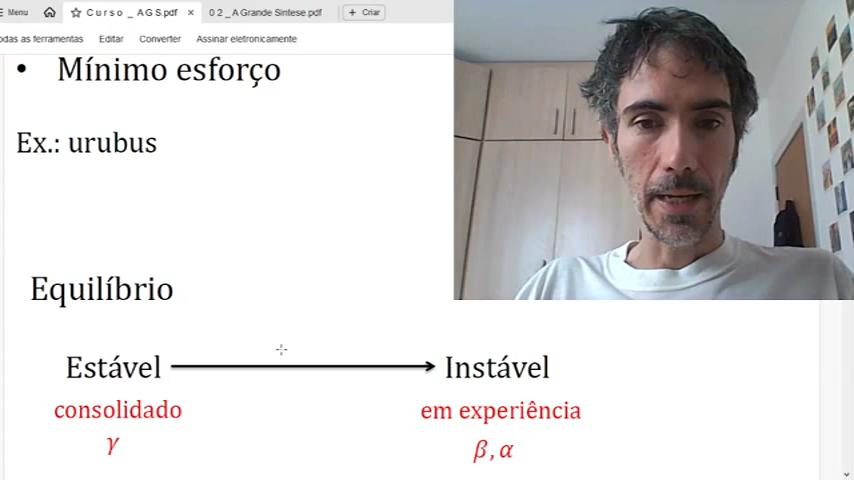 Menu
C u r s o _ A G S.pdf
0 2 _ A Grande Síntese.pdf
+ Criar
odas as ferramentas
Editar
Converter
Assinar eletronicamente
• Mínimo esforço
Ex.: urubus
Equilíbrio
Estável
Instável
consolidado
em experiência
γ
β, α